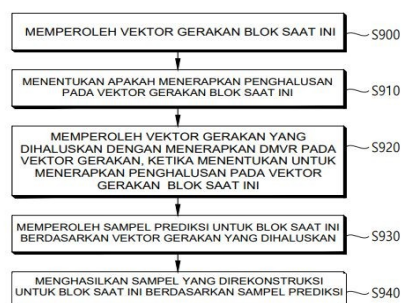 MEMPEROLEH VEKTOR GERAKAN BLOK SAAT INI
S900
MENENTUKAN APAKAH MENERAPKAN PENGHALUSAN
PADA VEKTOR GERAKAN BLOK SAAT INI
S910
MEMPEROLEH VEKTOR GERAKAN YANG
DIHALUSKAN DENGAN MENERAPKAN DMVR PADA
VEKTOR GERAKAN, KETIKA MENENTUKAN UNTUK
MENERAPKAN PENGHALUSAN PADA VEKTOR
GERAKAN BLOK SAAT INI
S920
MEMPEROLEH SAMPEL PREDIKSI UNTUK BLOK SAAT INI
BERDASARKAN VEKTOR GERAKAN YANG DIHALUSKAN
S930
MENGHASILKAN SAMPEL YANG DIREKONSTRUKSI
UNTUK BLOK SAAT INI BERDASARKAN SAMPEL PREDIKSI
S940